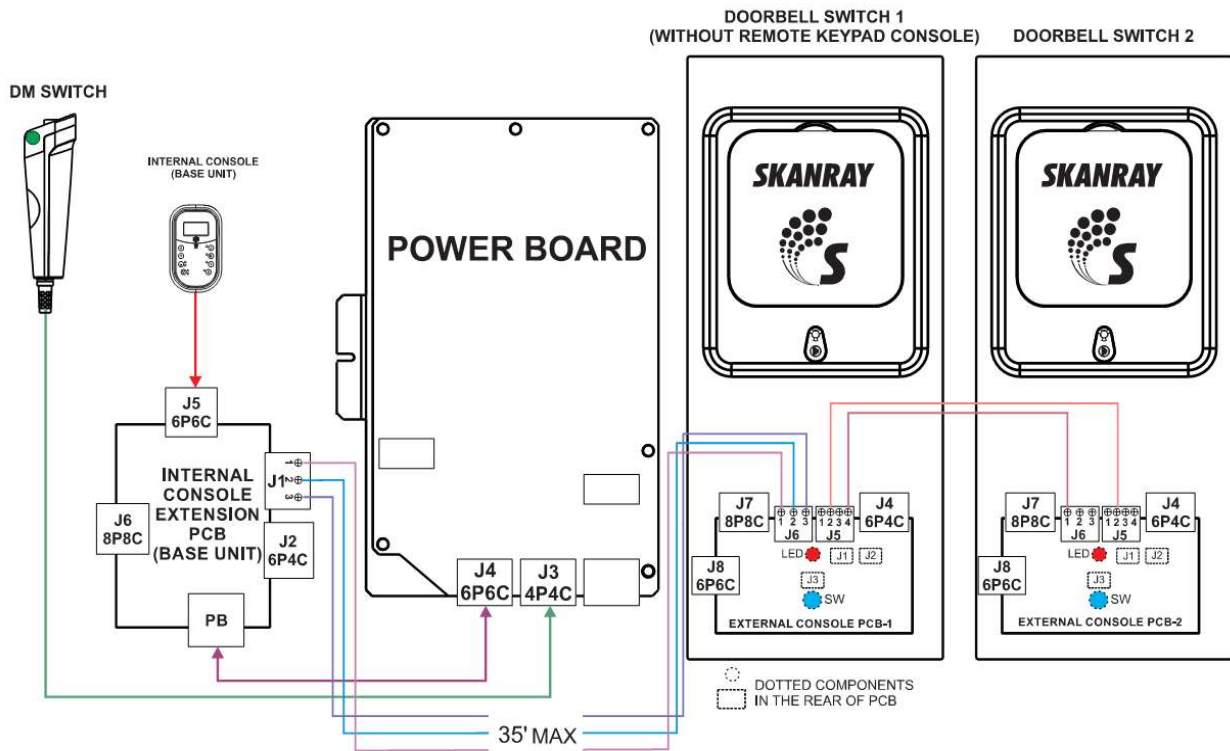 DOORBELL SWITCH 1
(WITHOUT REMOTE KEYPAD CONSOLE)
DOORBELL SWITCH 2
DM SWITCH
INTERNAL CONSOLE
(BASE UNIT)
POWER BOARD
SKANRAY
S
SKANRAY
S
J5
6P6C
INTERNAL
CONSOLE
EXTENSION
PCB
(BASE UNIT)
J1
1
2
3
J6
8P8C
J2
6P4C
PB
J4
6P6C
J3
4P4C
J7
8P8C
1 2 3
J6
1 2 3 4
J5
J4
6P4C
LED
J1
J2
J8
6P6C
J3
SW
EXTERNAL CONSOLE PCB-1
J7
8P8C
1 2 3
J6
1 2 3 4
J5
J4
6P4C
LED
J1
J2
J8
6P6C
J3
SW
EXTERNAL CONSOLE PCB-2
DOTTED COMPONENTS
IN THE REAR OF PCB
35' MAX